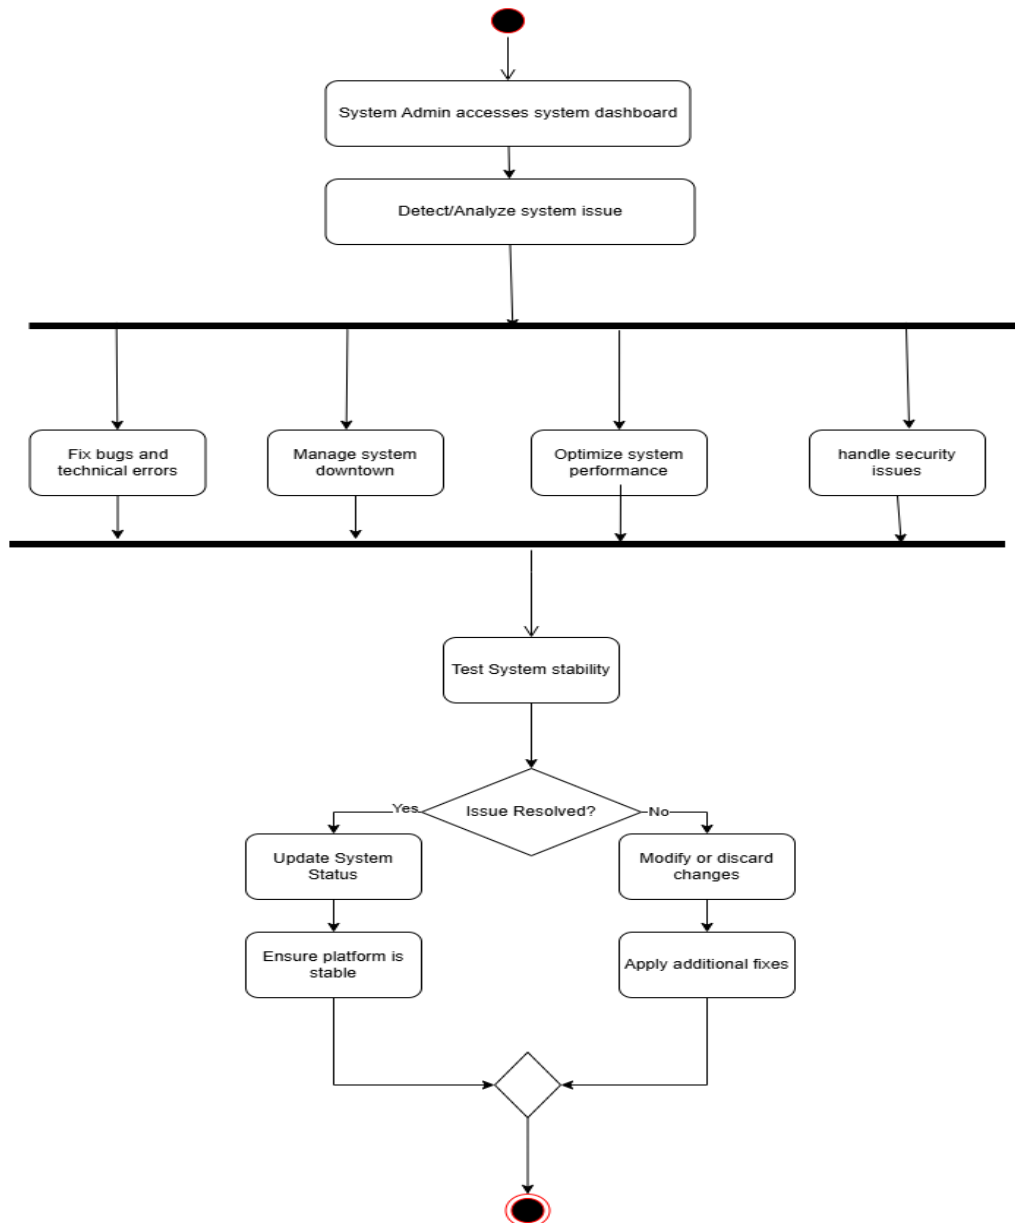 System Admin accesses system dashboard
Detect/Analyze system issue
Fix bugs and
technical errors
Manage system
downtown
Optimize system
performance
handle security
issues
Test System stability
Issue Resolved?
Yes
No
Update System
Status
Modify or discard
changes
Ensure platform is
stable
Apply additional fixes